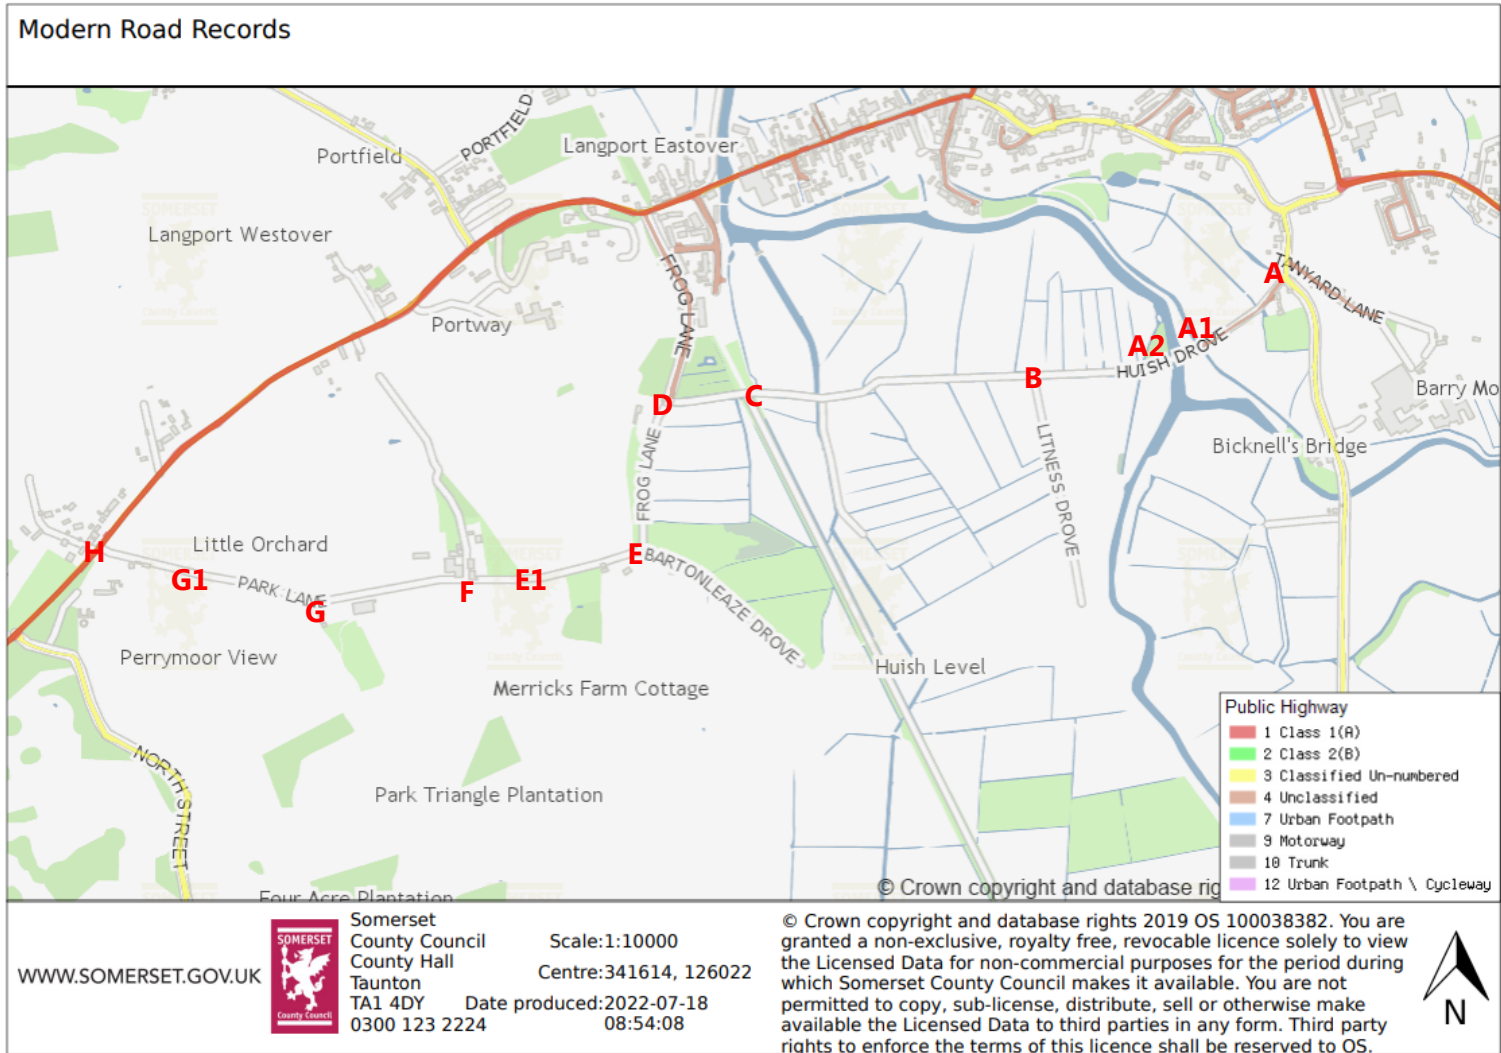 Modern Road Records
PORTFIELD
Portfield
Langport Eastover
Langport Westover
TANYARD LANE
A
FROG LANE
Portway
A1
A2
HUISH DROVE
B
C
D
Barry Mo
LITNESS DROVE
FROG LANE
Bicknell's Bridge
Little Orchard
H
E
BARTONLEAZE DROVE
G1
PARK LANE
F
E1
G
Perrymoor View
Huish Level
Merricks Farm Cottage
NORTH STREET
Park Triangle Plantation
Four Acre Plantation
© Crown copyright and database rig
Public Highway
1 Class 1(A)
2 Class 2(B)
3 Classified Un-numbered
4 Unclassified
7 Urban Footpath
9 Motorway
10 Trunk
12 Urban Footpath \ Cycleway
WWW.SOMERSET.GOV.UK
SOMERSET
County Council
Somerset
County Council
County Hall
Taunton
TA1 4DY
0300 123 2224
Scale:1:10000
Centre:341614, 126022
Date produced:2022-07-18
08:54:08
© Crown copyright and database rights 2019 OS 100038382. You are
granted a non-exclusive, royalty free, revocable licence solely to view
the Licensed Data for non-commercial purposes for the period during
which Somerset County Council makes it available. You are not
permitted to copy, sub-license, distribute, sell or otherwise make
available the Licensed Data to third parties in any form. Third party
rights to enforce the terms of this licence shall be reserved to OS.
N